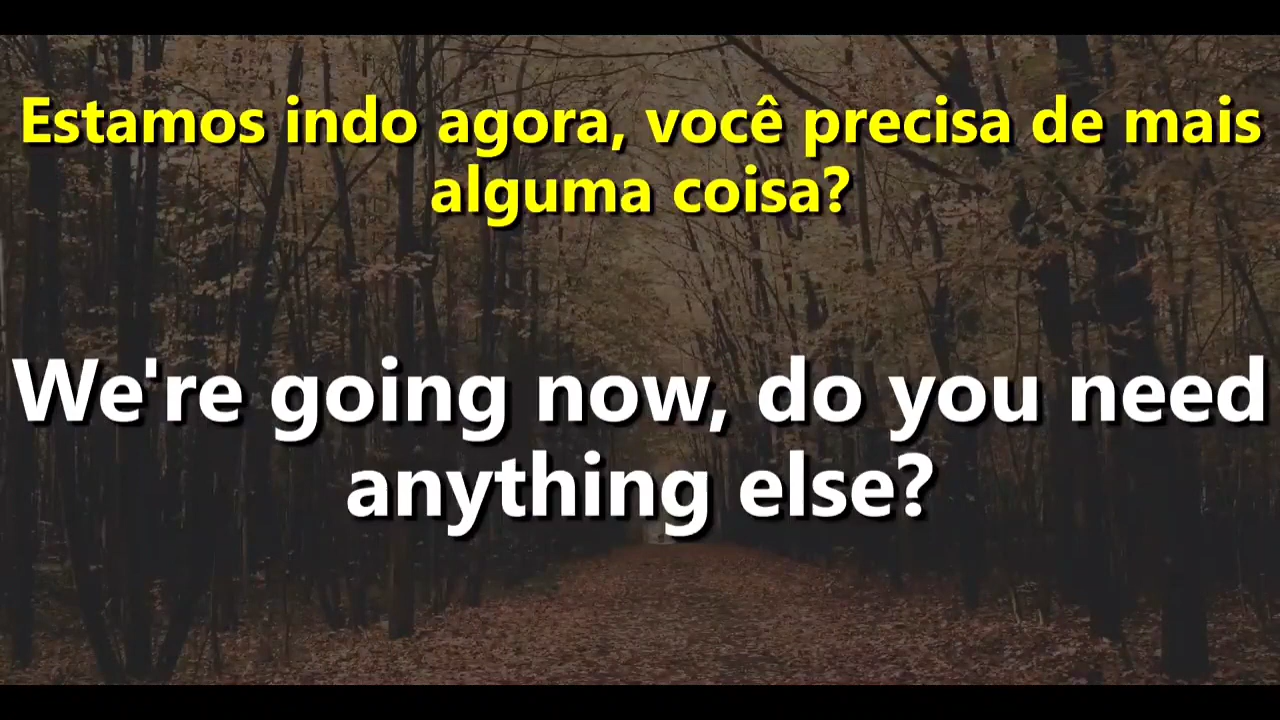 Estamos indo agora, você precisa de mais
alguma coisa?
We're going now, do you need
anything else?